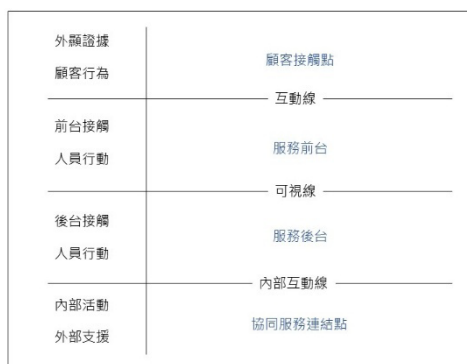 外顯證據
顧客行為
顧客接觸點
互動線
前台接觸
人員行動
服務前台
可視線
後台接觸
人員行動
服務後台
內部互動線
內部活動
外部支援
協同服務連結點